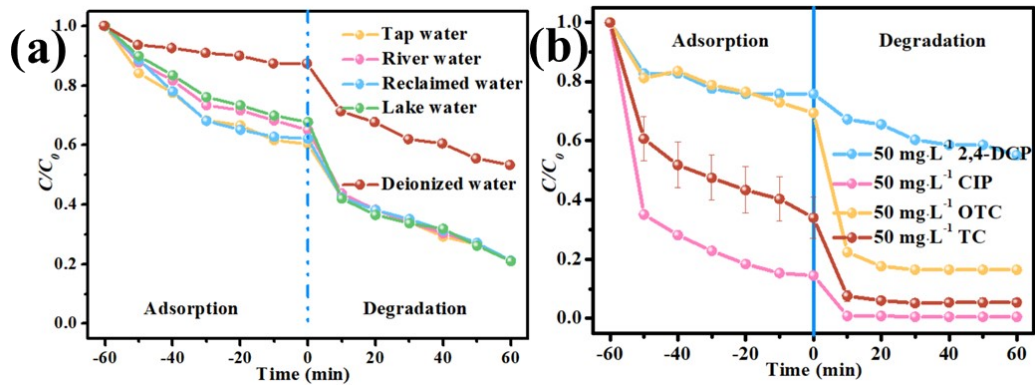 (a)
C/C0
1.0
0.8
0.6
0.4
0.2
0.0
Tap water
River water
Reclaimed water
Lake water
Deionized water
Adsorption
Degradation
-60
-40
-20
0
20
40
60
Time (min)
(b)
C/C0
1.0
0.8
0.6
0.4
0.2
0.0
Adsorption
Degradation
50 mg·L-1 2,4-DCP
50 mg·L-1 CIP
50 mg·L-1 OTC
50 mg·L-1 TC
-60
-40
-20
0
20
40
60
Time (min)